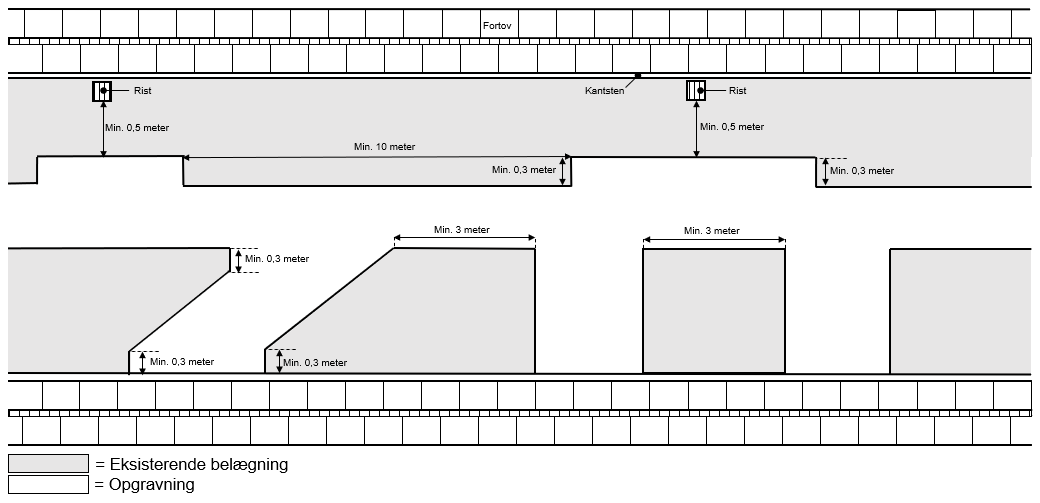 Fortov
Rist
Kantsten
Rist
Min. 0,5 meter
Min. 0,5 meter
Min. 10 meter
Min. 0,3 meter
Min. 0,3 meter
Min. 3 meter
Min. 3 meter
Min. 0,3 meter
Min. 0,3 meter
Min. 0,3 meter
= Eksisterende belægning
= Opgravning